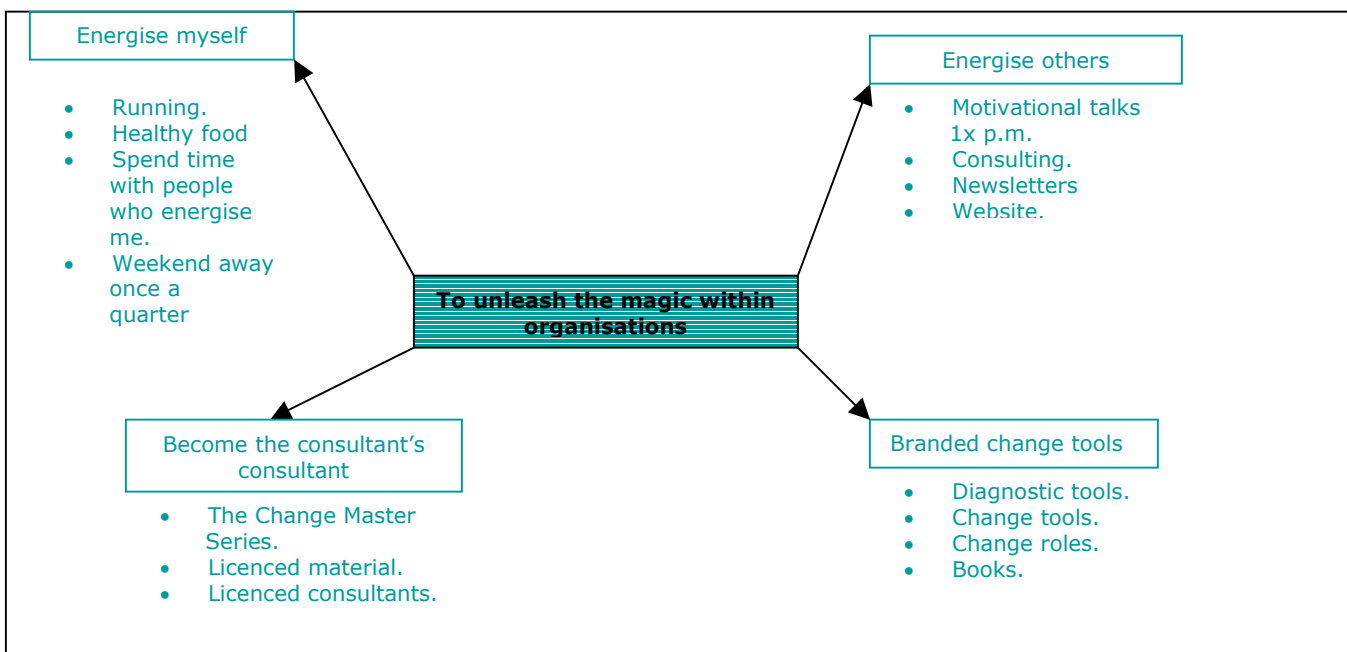 Energise myself
• Running.
• Healthy food
• Spend time
with people
who energise
me.
• Weekend away
once a
quarter
Energise others
• Motivational talks
1x p.m.
• Consulting.
• Newsletters
• Website.
To unleash the magic within
organisations
Become the consultant’s
consultant
• The Change Master
Series.
• Licenced material.
• Licenced consultants.
Branded change tools
• Diagnostic tools.
• Change tools.
• Change roles.
• Books.